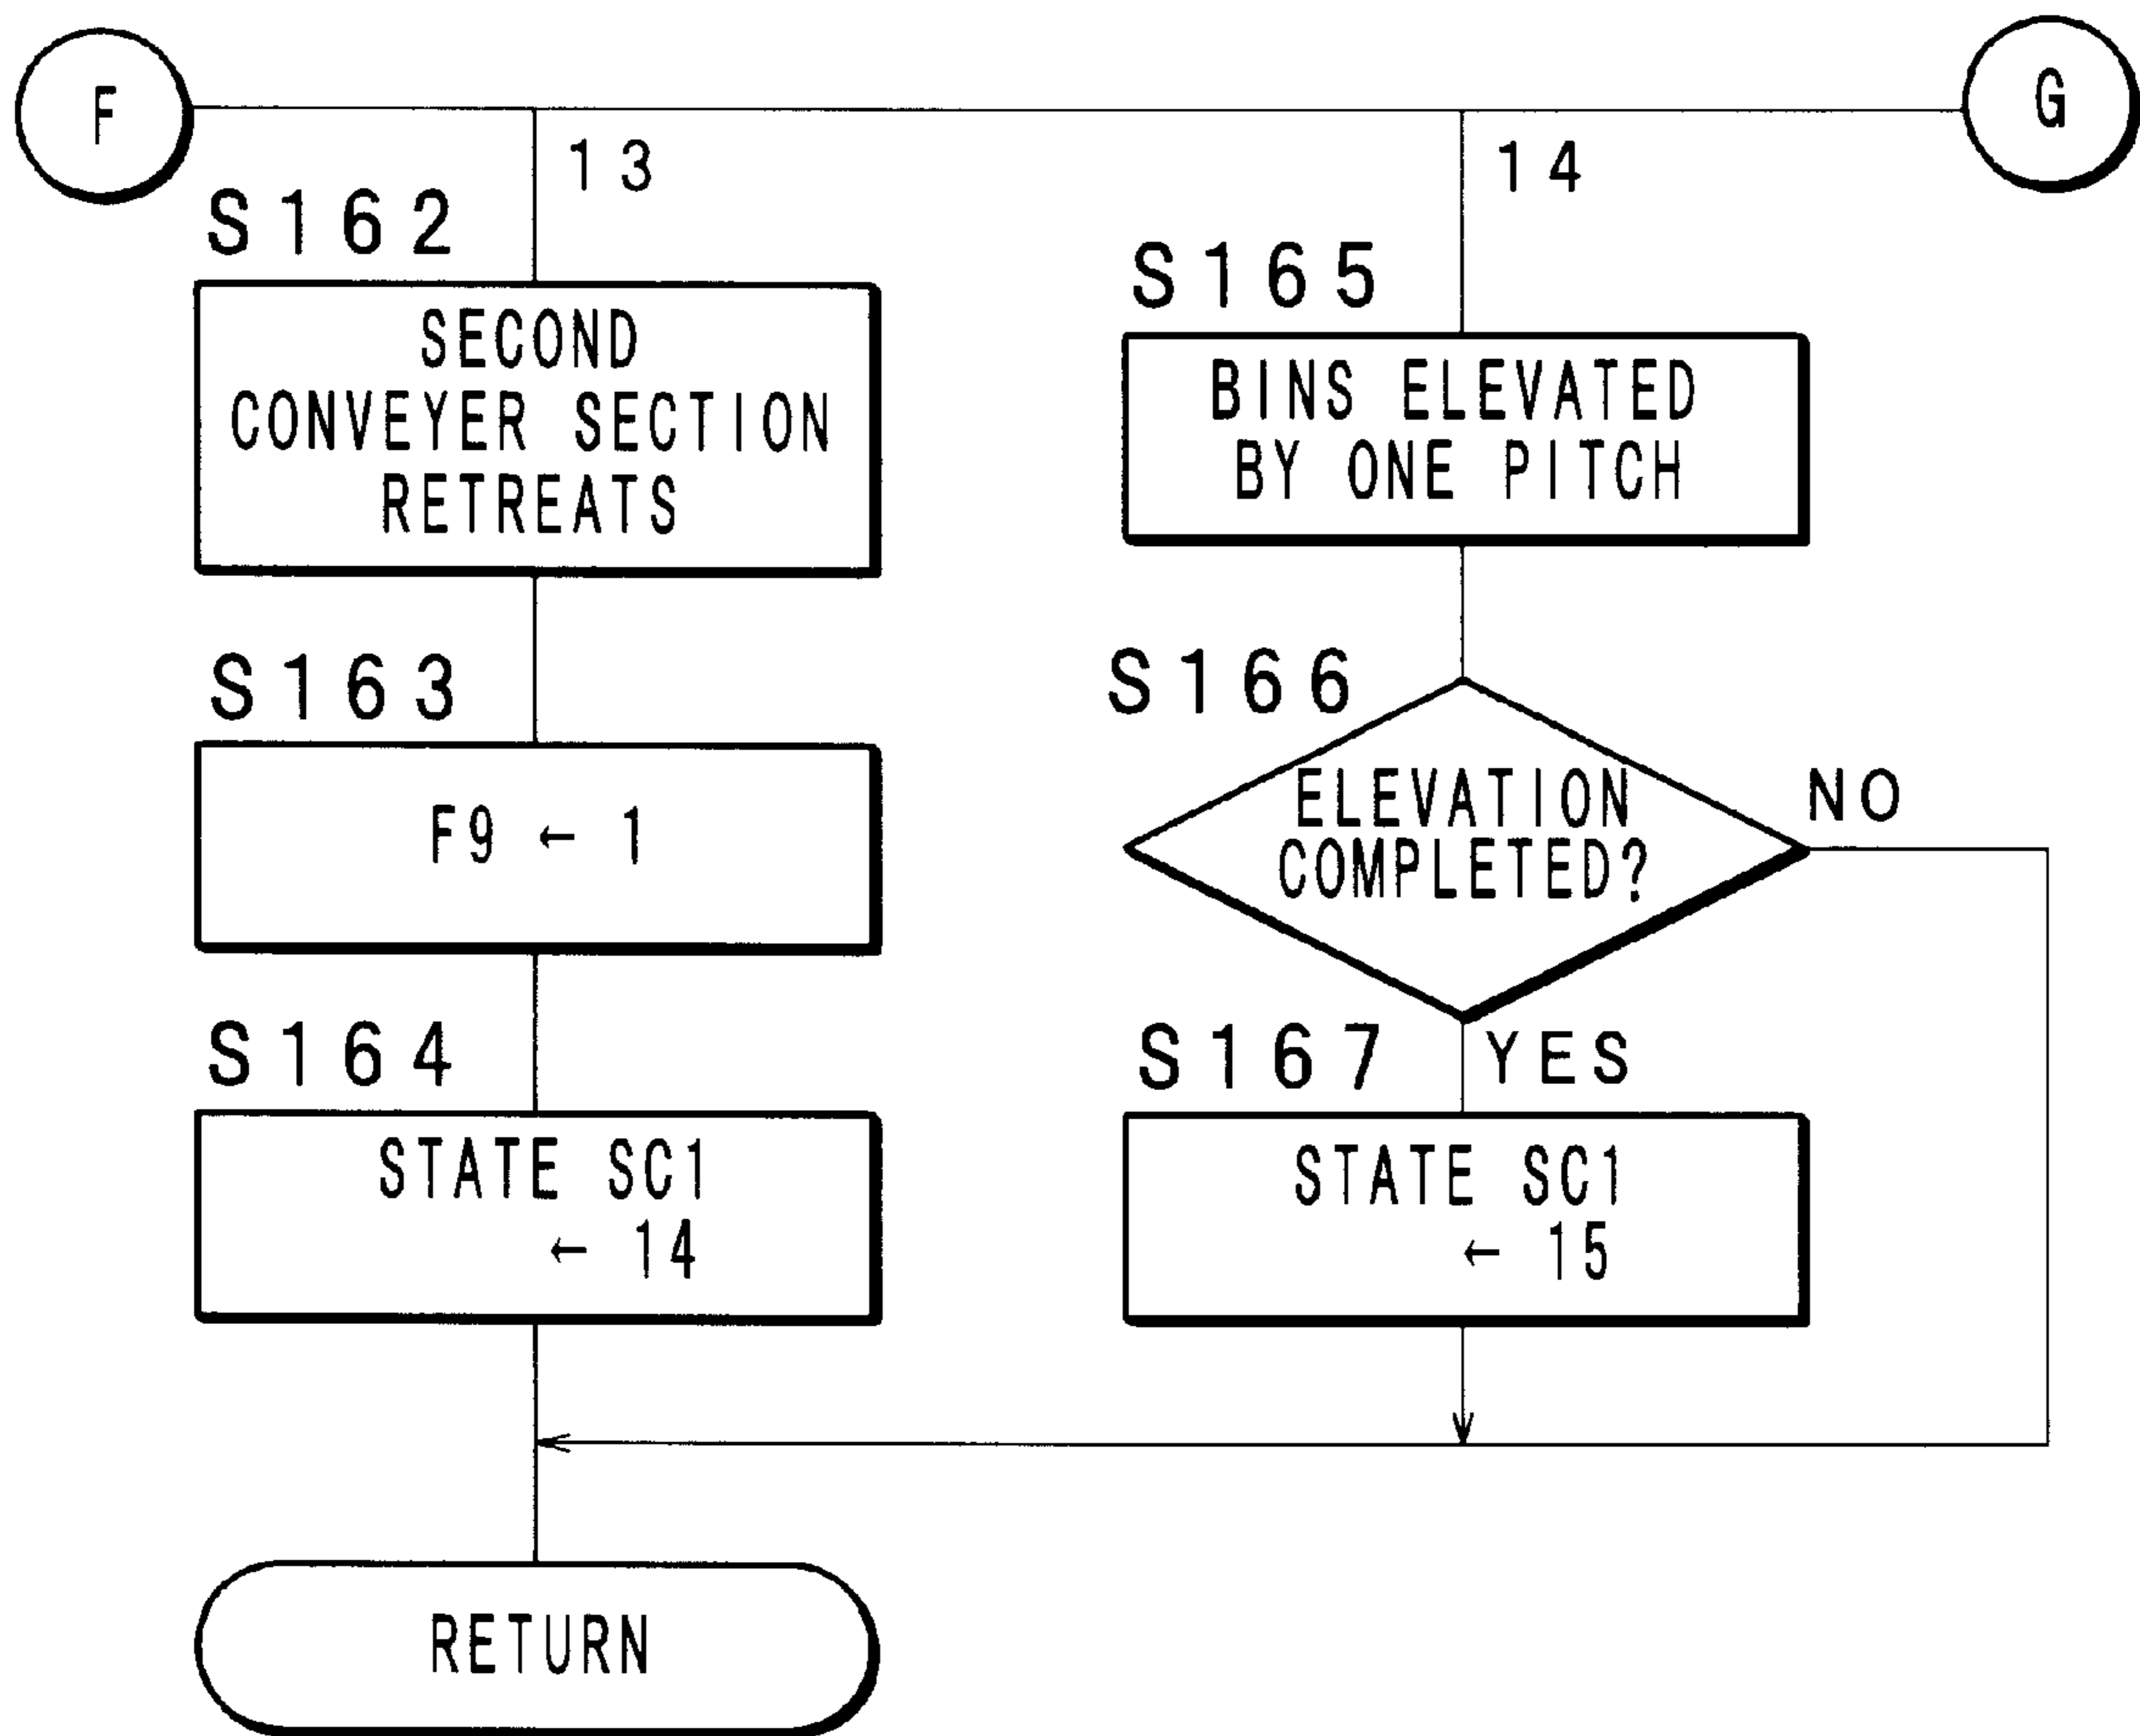 F
G
13
14
S162
SECOND
CONVEYER SECTION
RETREATS
S163
F9 ← 1
S164
STATE SC1
← 14
S165
BINS ELEVATED
BY ONE PITCH
S166
ELEVATION
COMPLETED?
NO
S167
YES
STATE SC1
← 15
RETURN